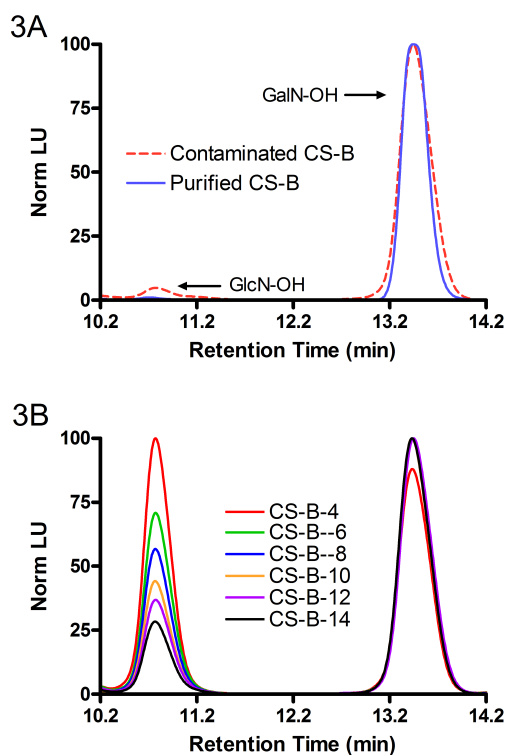 3A
100
75
50
25
0
Norm LU
GalN-OH
Contaminated CS-B
Purified CS-B
GlcN-OH
10.2 11.2 12.2 13.2 14.2
Retention Time (min)
3B
100
75
50
25
0
Norm LU
CS-B-4
CS-B--6
CS-B--8
CS-B-10
CS-B-12
CS-B-14
10.2 11.2 12.2 13.2 14.2
Retention Time (min)